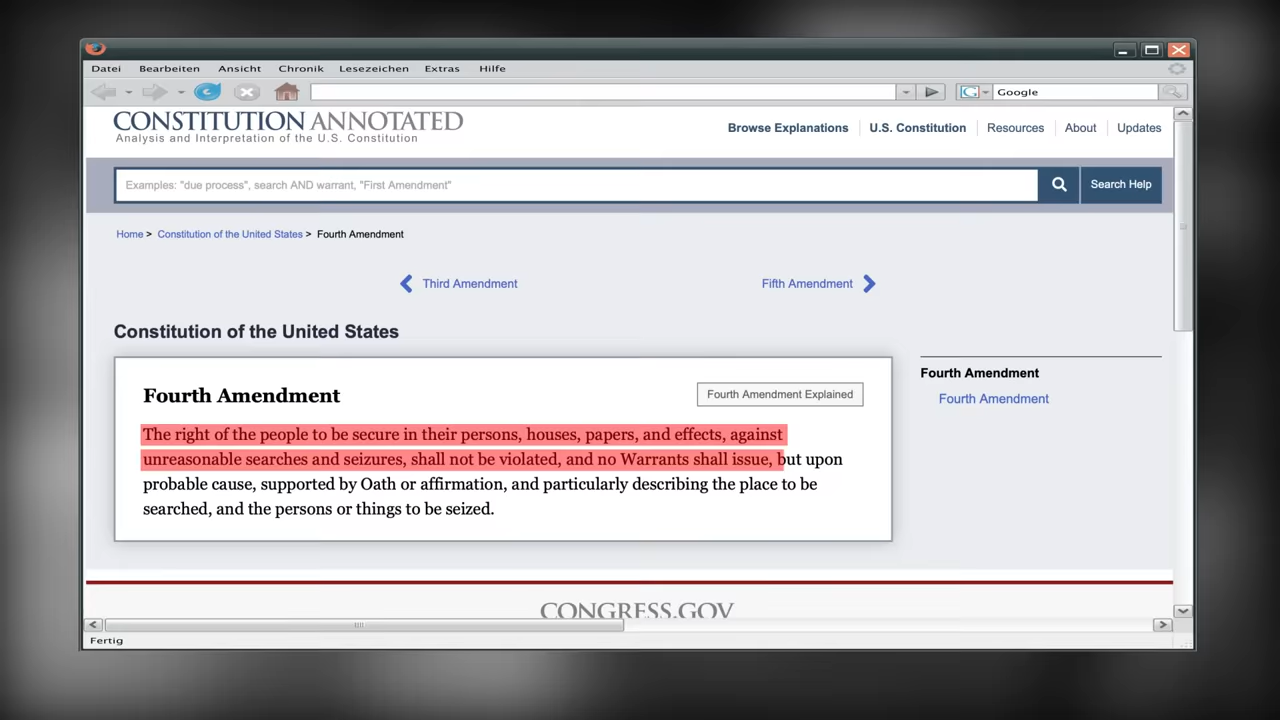 Datei Bearbeiten Ansicht Chronik Lesezeichen Extras Hilfe
Google
CONSTITUTION ANNOTATED
Analysis and Interpretation of the U.S. Constitution
Browse Explanations U.S. Constitution Resources About Updates
Examples: "due process", search AND warrant, "First Amendment"
Search Help
Home > Constitution of the United States > Fourth Amendment
Third Amendment Fifth Amendment
Constitution of the United States
Fourth Amendment
Fourth Amendment Explained
The right of the people to be secure in their persons, houses, papers, and effects, against
unreasonable searches and seizures, shall not be violated, and no Warrants shall issue, but upon
probable cause, supported by Oath or affirmation, and particularly describing the place to be
searched, and the persons or things to be seized.
Fourth Amendment
Fourth Amendment
CONGRESS.GOV
Fertig